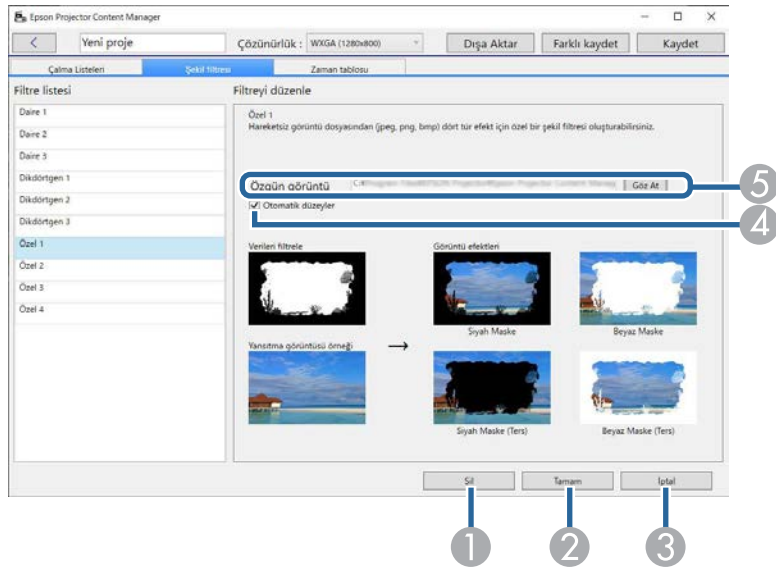 Epson Projector Content Manager
Yeni proje Çözünürlük : WXGA (1280x800) Dışa Aktar Farklı kaydet Kaydet
Çalma Listeleri Şekil filtresi Zaman tablosu
Filtre listesi Filtreyi düzenle
Daire 1
Daire 2
Daire 3
Dikdörtgen 1
Dikdörtgen 2
Dikdörtgen 3
Özel 1
Özel 2
Özel 3
Özel 4
Özel 1
Hareketsiz görüntü dosyasından (jpeg, png, bmp) dört tür efekt için özel bir şekil filtresi oluşturabilirsiniz.
Özgün görüntü Göz At 5
Otomatik düzeyler 4
Verileri filtrele Görüntü efektleri
Siyah Maske Beyaz Maske
Yansıtma görüntüsü örneği →
Siyah Maske (Ters) Beyaz Maske (Ters)
Sil Tamam İptal
1 2 3